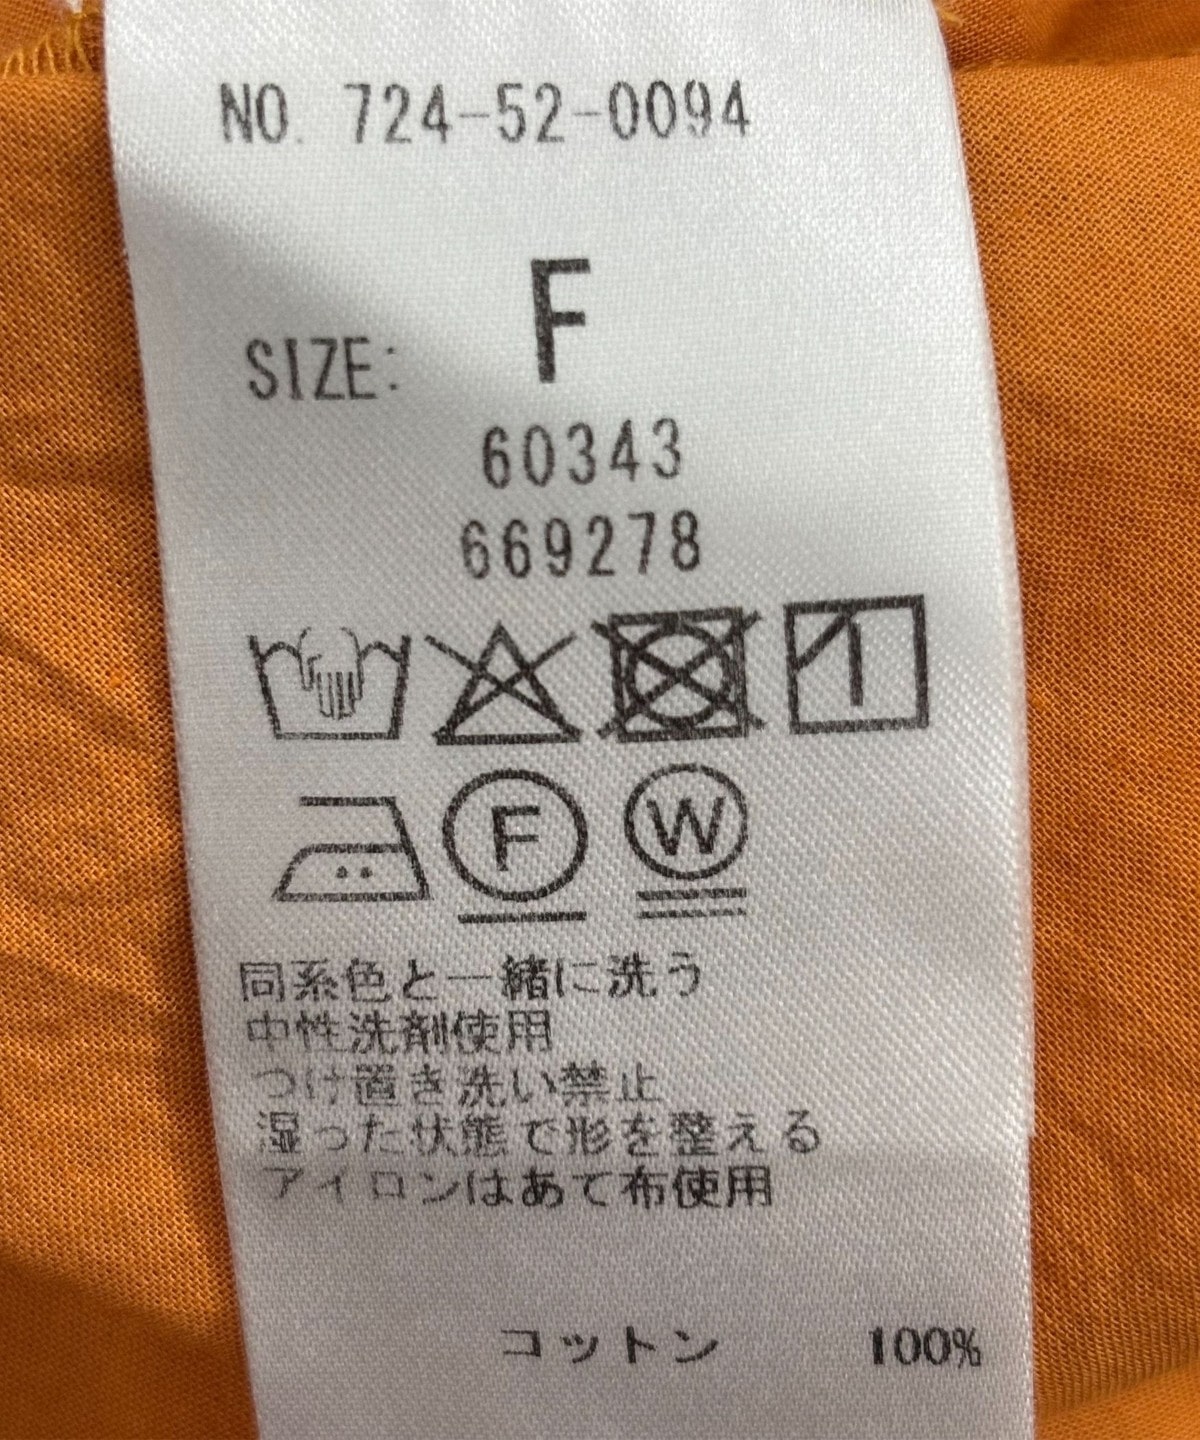 NO. 724-52-0094
SIZE: F
60343
669278
F W
同系色と一緒に洗う
中性洗剤使用
つけ置き洗い禁止
湿った状態で形を整える
アイロンはあて布使用
コットン 100%